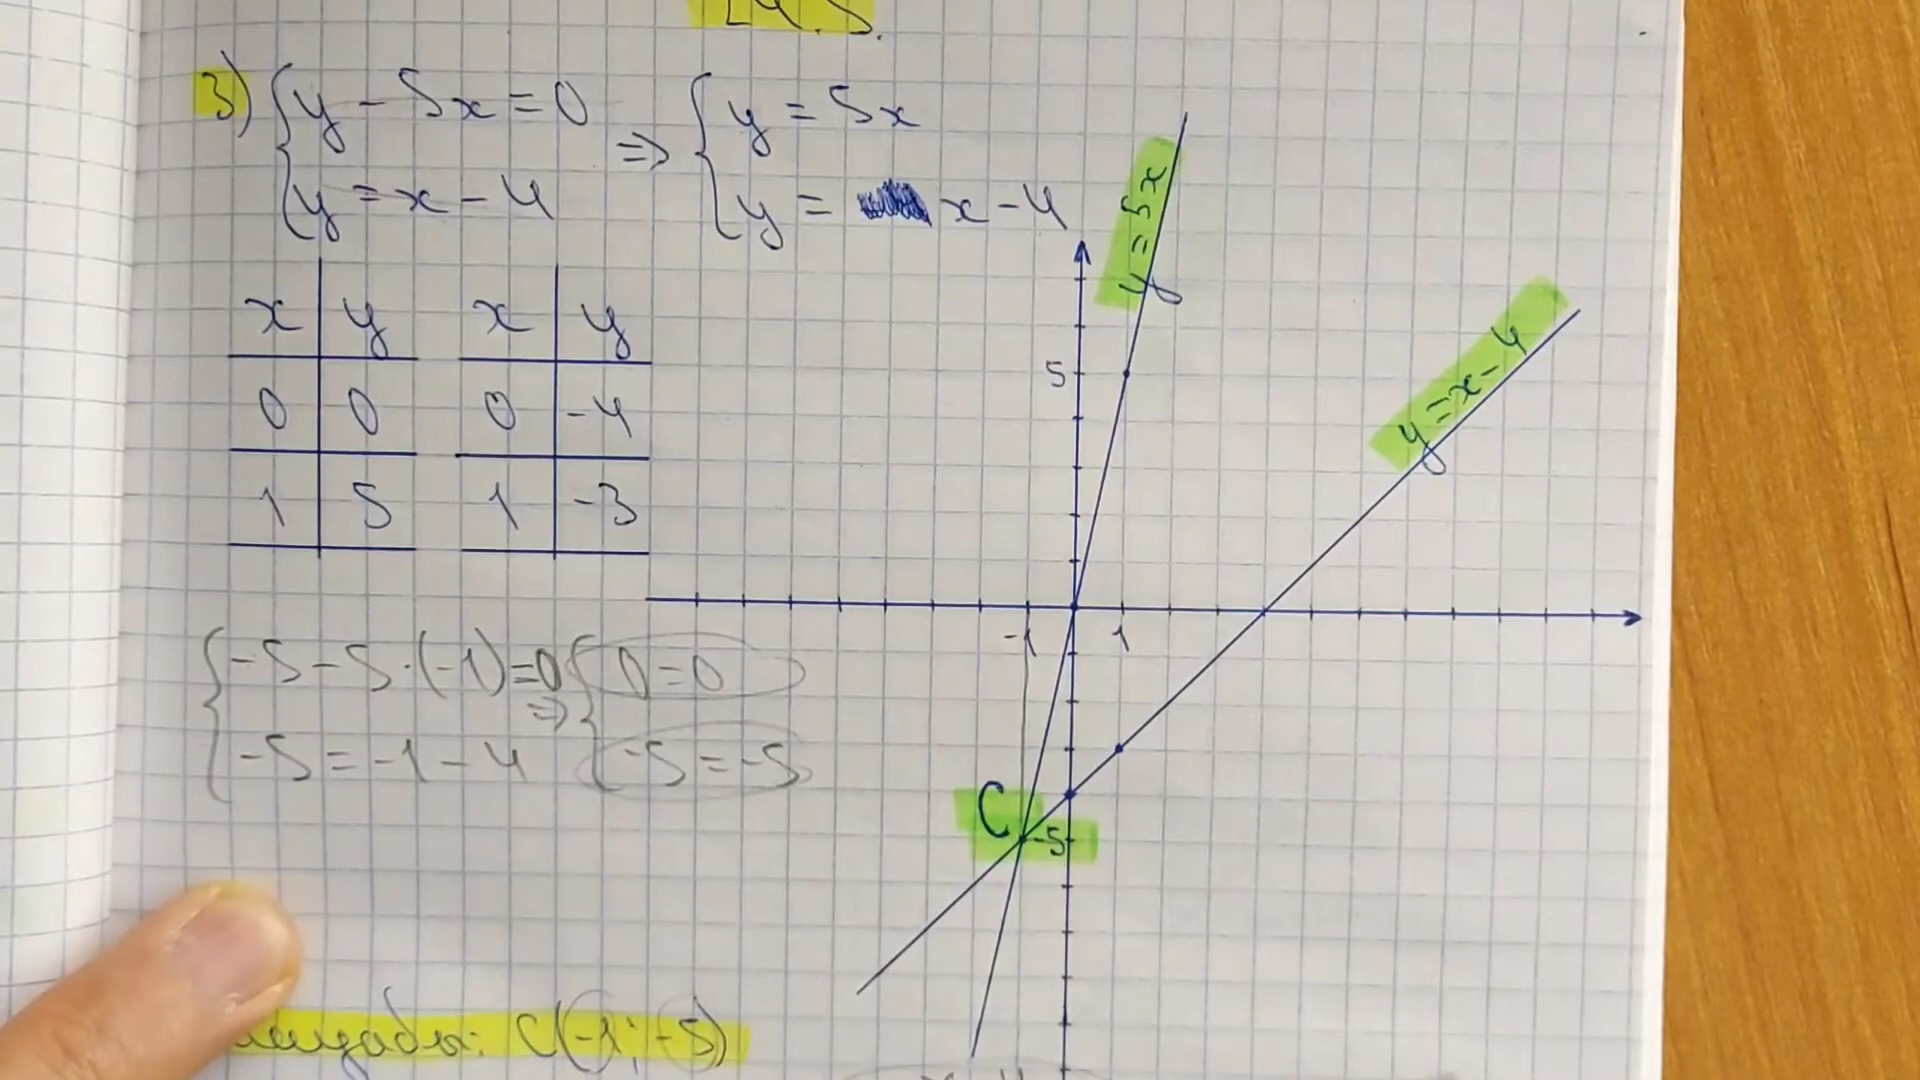 3) { y - 5x = 0 ⇒ { y = 5x
{ y = x - 4 { y = x - 4
x | y x | y
0 | 0 0 | -4
1 | 5 1 | -3
{ -5 - 5·(-1) = 0 ⇒ { 0 = 0
{ -5 = -1 - 4 { -5 = -5
y = 5x
y = x - 4
5
-1 1
C
-5
C(-1; -5)